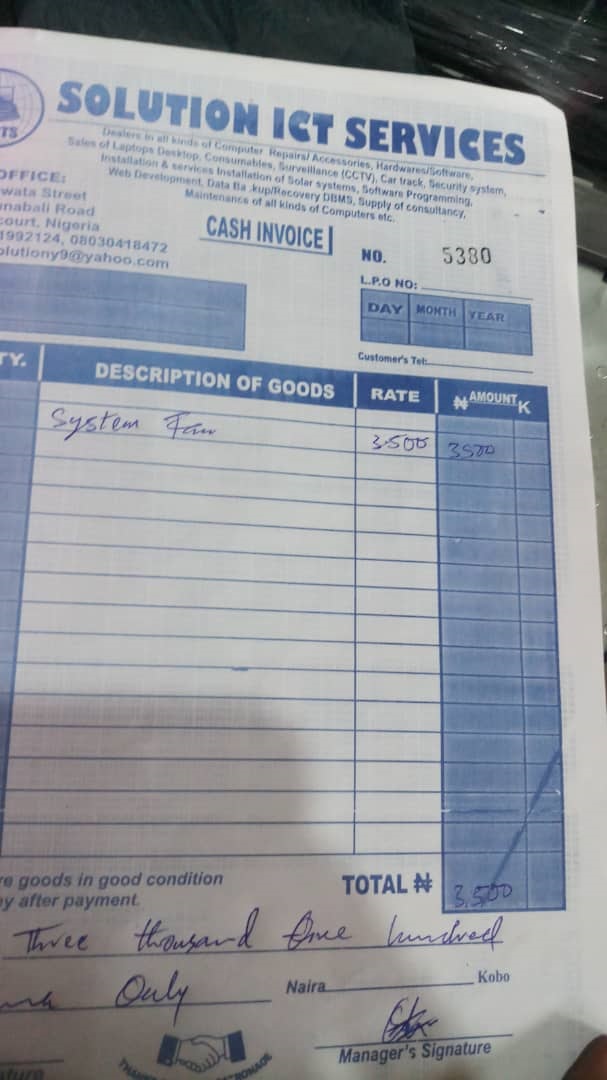 TS
SOLUTION ICT SERVICES
Dealers in all kinds of Computer Repairs/ Accessories, Hardwares/Software,
Sales of Laptops Desktop, Consumables, Surveillance (CCTV), Car track, Security system,
Installation & services Installation of Solar systems, Software Programming,
Web Development, Data Ba kup/Recovery DBMS, Supply of consultancy,
Maintenance of all kinds of Computers etc.
OFFICE:
wata Street
nabali Road
court, Nigeria
1992124, 08030418472
olutiony9@yahoo.com
CASH INVOICE
NO. 5380
L.P.O NO:
DAY MONTH YEAR
Customer's Tel:
TY. DESCRIPTION OF GOODS RATE ₦ AMOUNT K
System Fan 3.500 3500
re goods in good condition
ey after payment.
TOTAL ₦ 3,500
Three thousand five hundred
Only Naira Kobo
Manager's Signature